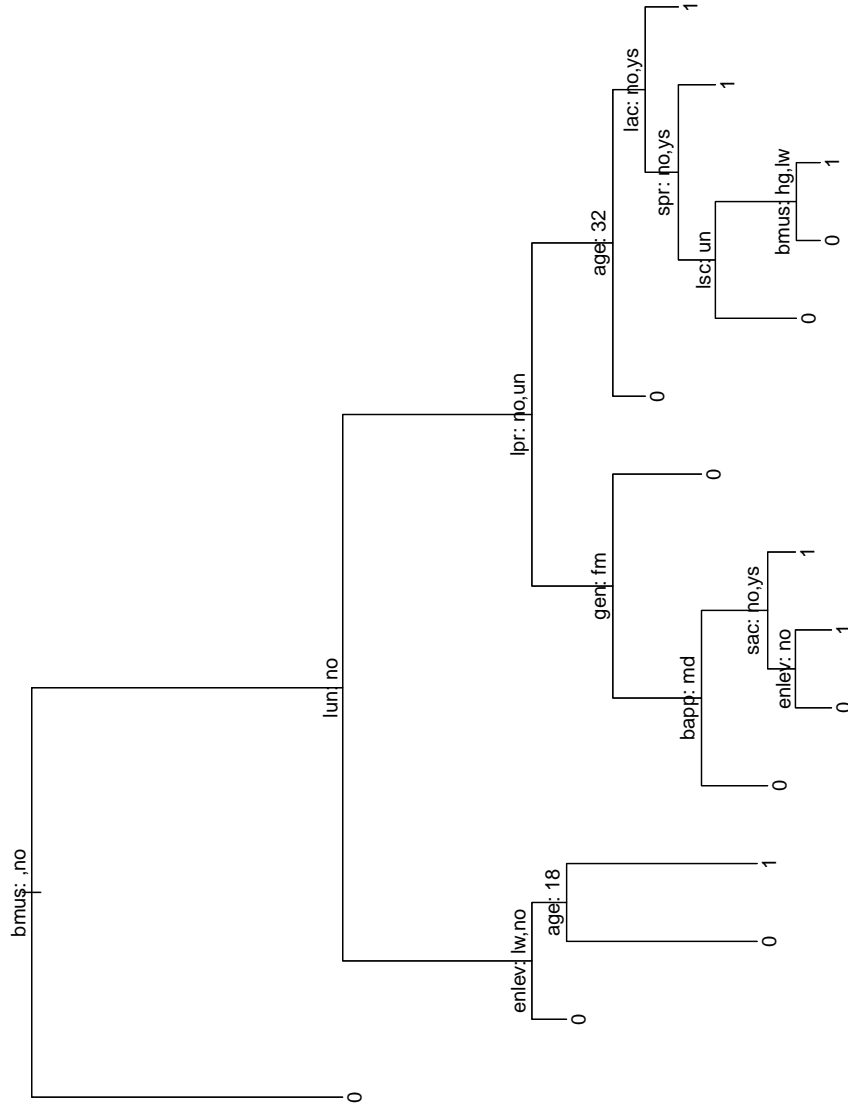 bmus: ,no
0
lun: no
enlev: lw,no
0
age: 18
0
1
lpr: no,un
gen: fm
bapp: md
0
sac: no,ys
enlev: no
0
1
1
0
age: 32
0
lac: no,ys
spr: no,ys
lsc: un
0
bmus: hg,lw
0
1
1
1